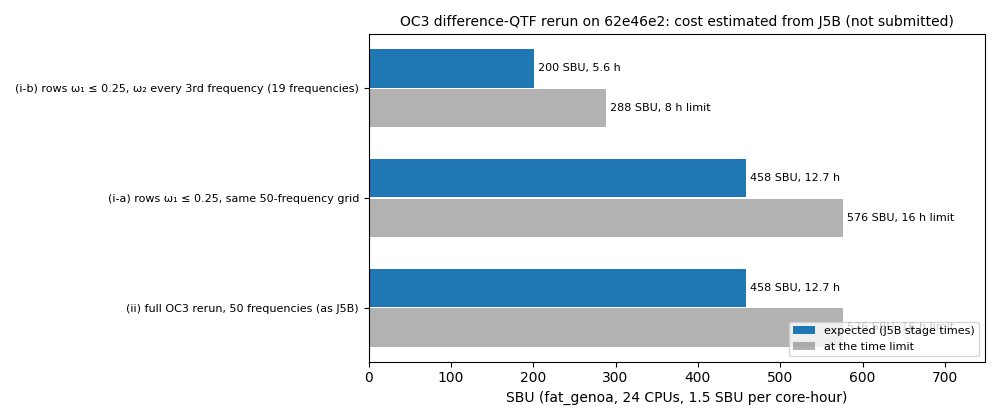 OC3 difference-QTF rerun on 62e46e2: cost estimated from J5B (not submitted)
(i-b) rows ω₁ ≤ 0.25, ω₂ every 3rd frequency (19 frequencies)
200 SBU, 5.6 h
288 SBU, 8 h limit
(i-a) rows ω₁ ≤ 0.25, same 50-frequency grid
458 SBU, 12.7 h
576 SBU, 16 h limit
(ii) full OC3 rerun, 50 frequencies (as J5B)
458 SBU, 12.7 h
expected (J5B stage times)
at the time limit
0 100 200 300 400 500 600 700
SBU (fat_genoa, 24 CPUs, 1.5 SBU per core-hour)